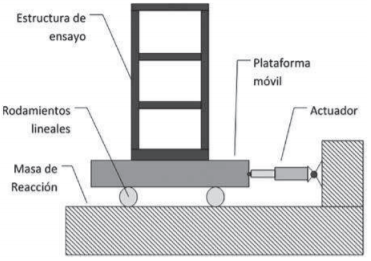 Estructura de
ensayo
Plataforma
móvil
Actuador
Rodamientos
lineales
Masa de
Reacción